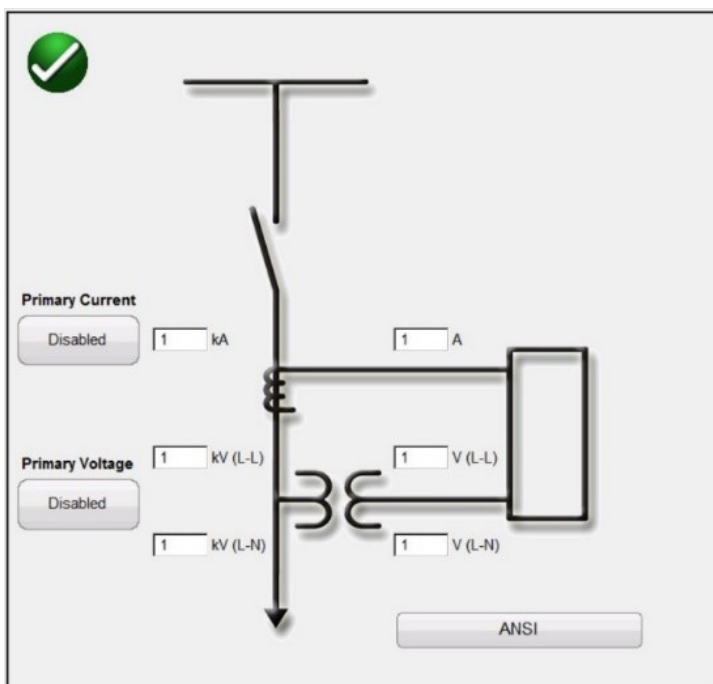 Primary Current
Disabled 1 kA 1 A
1 kV (L-L) 1 V (L-L)
Primary Voltage
Disabled
1 kV (L-N) 1 V (L-N)
ANSI